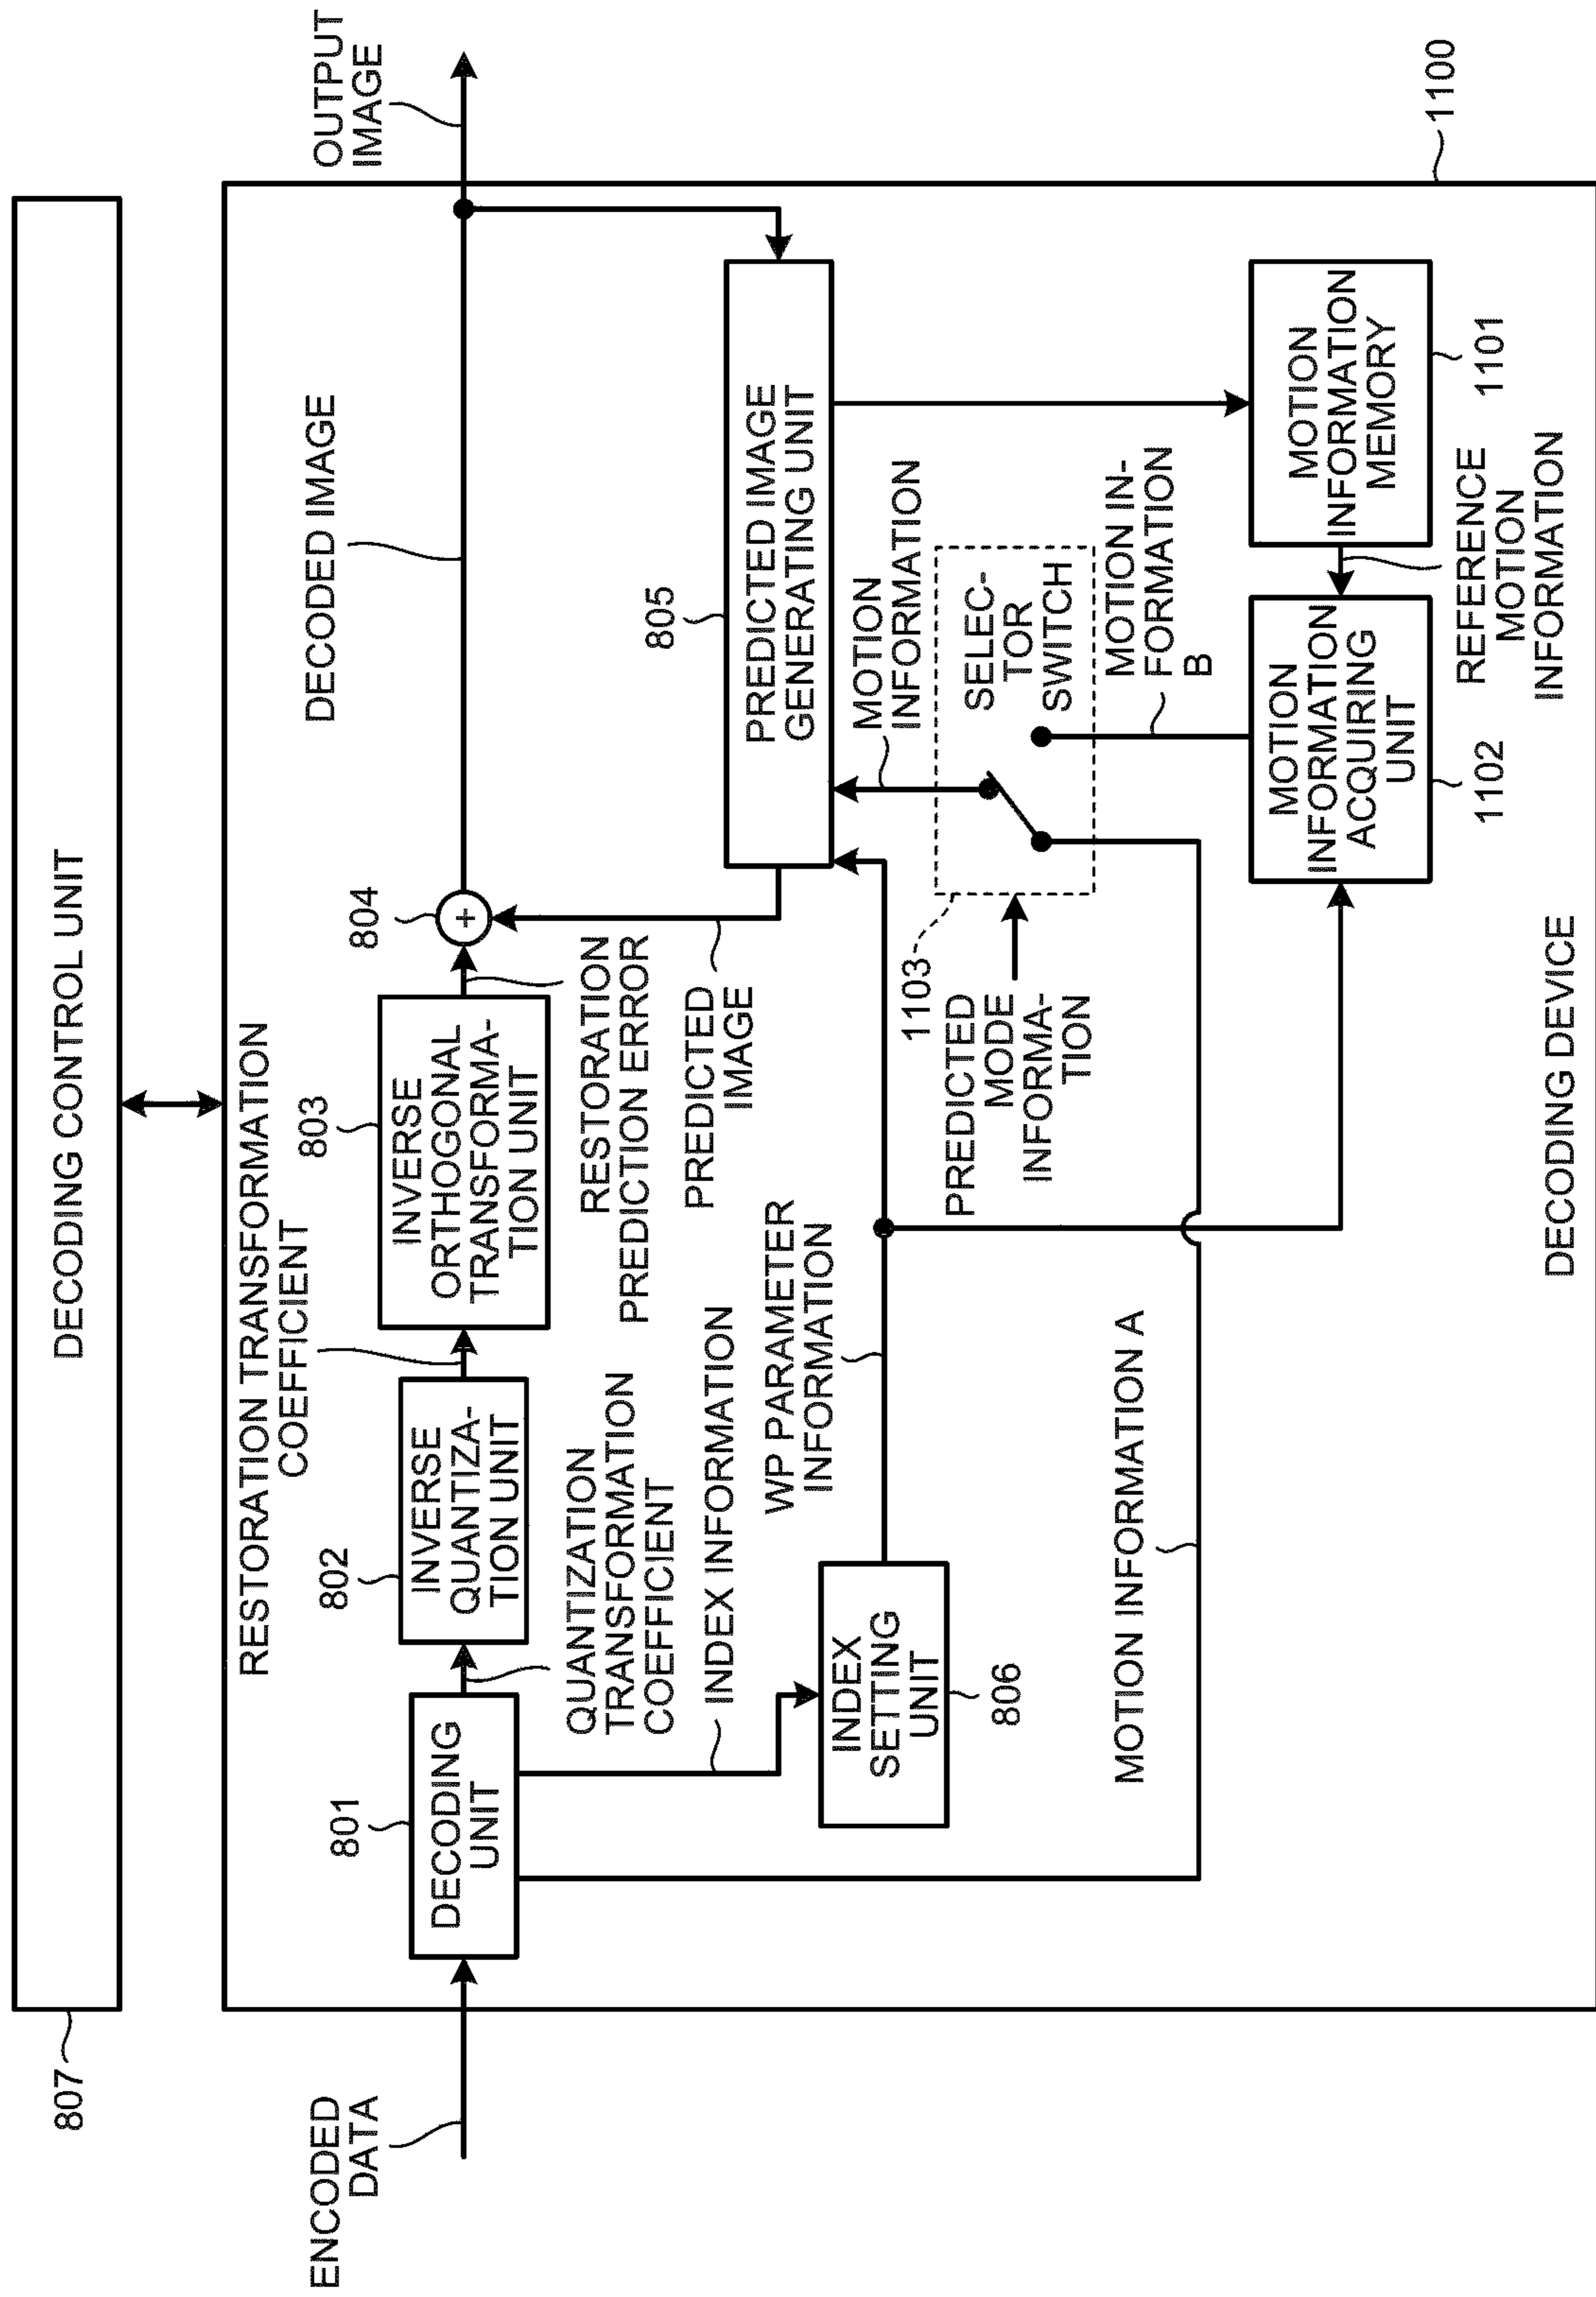 DECODING CONTROL UNIT
807
RESTORATION TRANSFORMATION
COEFFICIENT
DECODED IMAGE
OUTPUT
IMAGE
ENCODED
DATA
801
DECODING
UNIT
802
INVERSE
QUANTIZA-
TION UNIT
803
INVERSE
ORTHOGONAL
TRANSFORMA-
TION UNIT
804
+
QUANTIZATION
TRANSFORMATION
COEFFICIENT
RESTORATION
PREDICTION ERROR
PREDICTED
IMAGE
805
PREDICTED IMAGE
GENERATING UNIT
INDEX INFORMATION
INDEX
SETTING
UNIT
806
WP PARAMETER
INFORMATION
MOTION
INFORMATION
1103
PREDICTED
MODE
INFORMA-
TION
SELEC-
TOR
SWITCH
MOTION IN-
FORMATION
B
MOTION INFORMATION A
MOTION
INFORMATION
ACQUIRING
UNIT
1102
MOTION
INFORMATION
MEMORY
1101
REFERENCE
MOTION
INFORMATION
DECODING DEVICE
1100